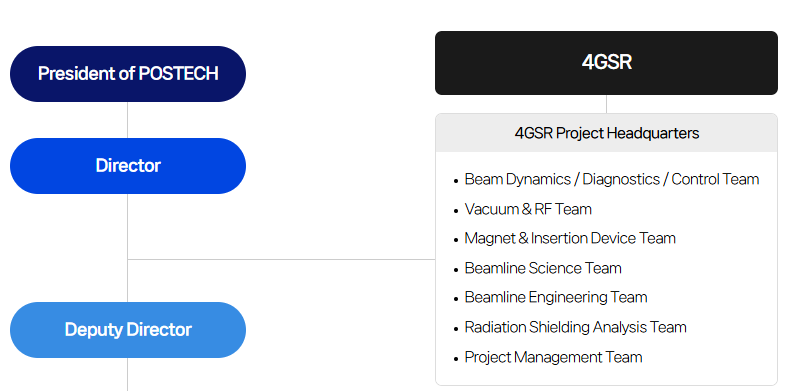 President of POSTECH
Director
Deputy Director
4GSR
4GSR Project Headquarters
• Beam Dynamics / Diagnostics / Control Team
• Vacuum & RF Team
• Magnet & Insertion Device Team
• Beamline Science Team
• Beamline Engineering Team
• Radiation Shielding Analysis Team
• Project Management Team